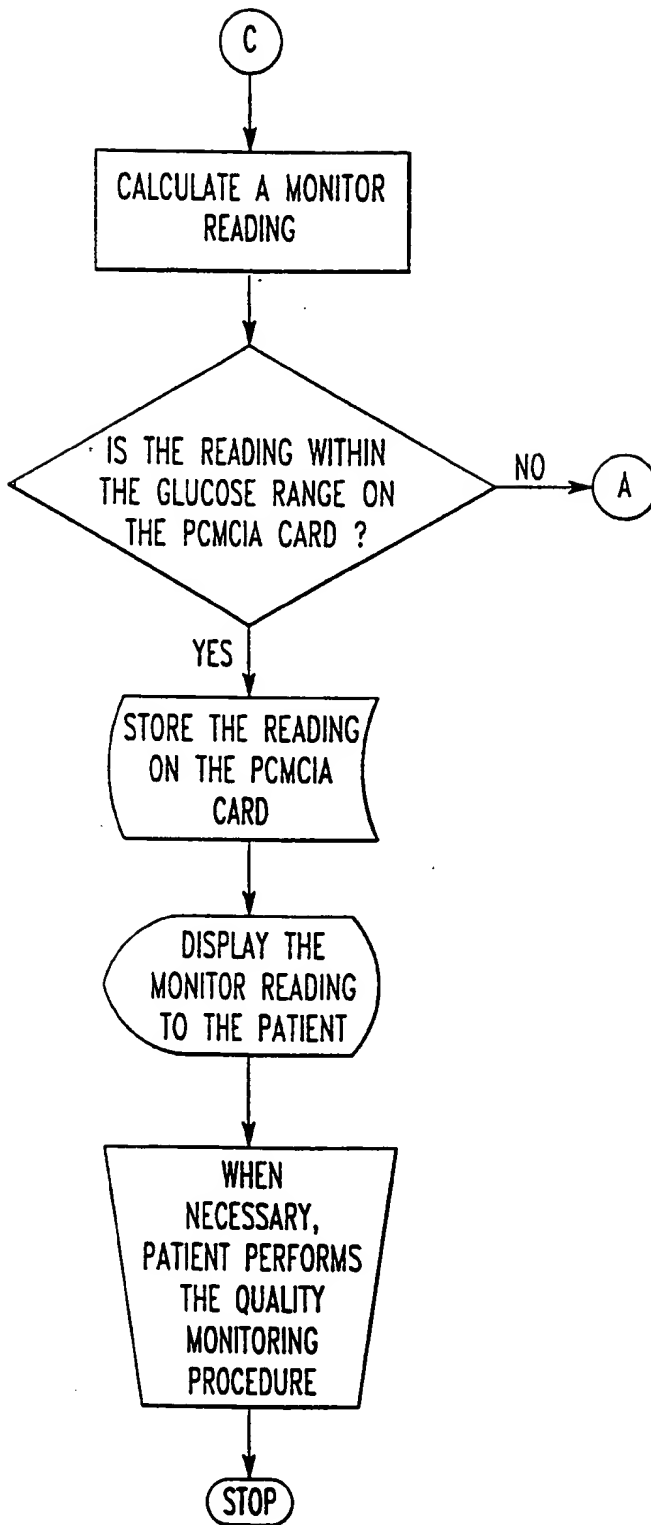 C
CALCULATE A MONITOR
READING
IS THE READING WITHIN
THE GLUCOSE RANGE ON
THE PCMCIA CARD ?
NO
A
YES
STORE THE READING
ON THE PCMCIA
CARD
DISPLAY THE
MONITOR READING
TO THE PATIENT
WHEN
NECESSARY,
PATIENT PERFORMS
THE QUALITY
MONITORING
PROCEDURE
STOP